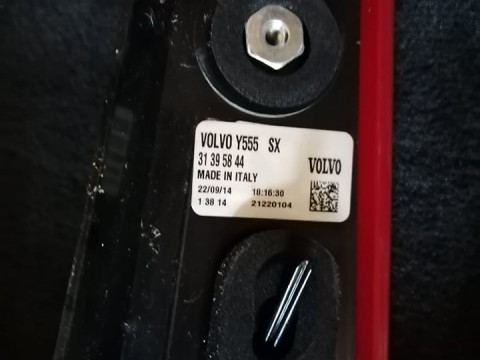 VOLVO Y555 SX
31 39 58 44
MADE IN ITALY
VOLVO
22/09/14 18:16:30
1 38 14 21220104